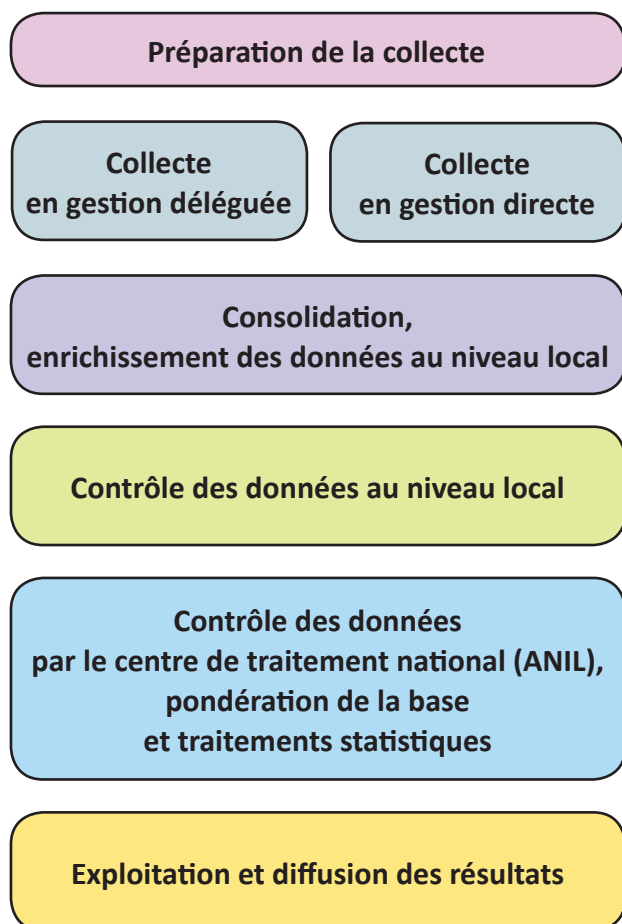 Préparation de la collecte
Collecte
en gestion déléguée
Collecte
en gestion directe
Consolidation,
enrichissement des données au niveau local
Contrôle des données au niveau local
Contrôle des données
par le centre de traitement national (ANIL),
pondération de la base
et traitements statistiques
Exploitation et diffusion des résultats